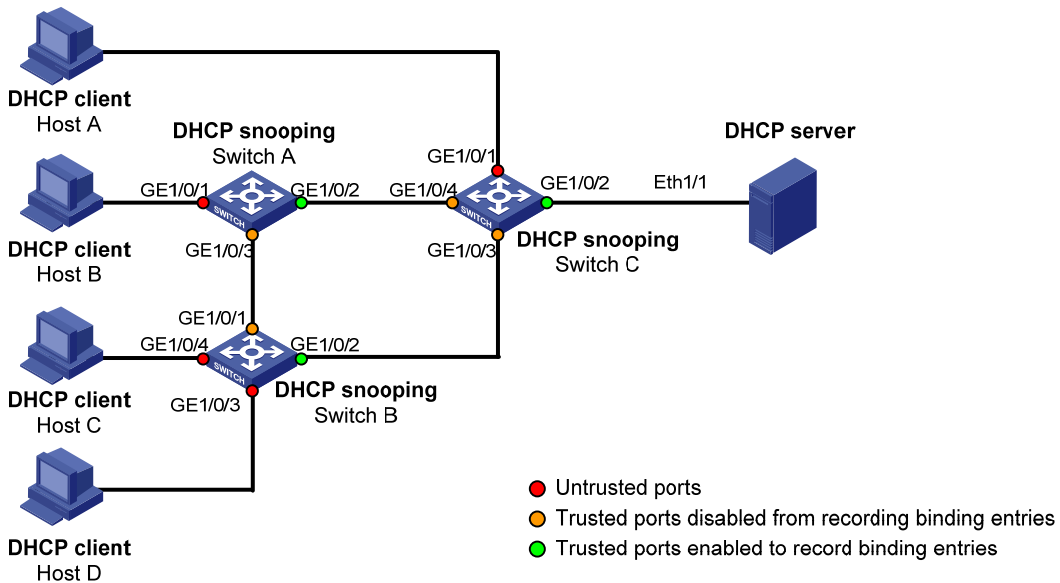 DHCP client
Host A
DHCP snooping
Switch A
DHCP server
GE1/0/1
GE1/0/1
GE1/0/2
GE1/0/4
GE1/0/2
Eth1/1
SWITCH
SWITCH
DHCP client
Host B
GE1/0/3
GE1/0/3
DHCP snooping
Switch C
GE1/0/1
GE1/0/4
GE1/0/2
SWITCH
DHCP client
Host C
GE1/0/3
DHCP snooping
Switch B
Untrusted ports
Trusted ports disabled from recording binding entries
Trusted ports enabled to record binding entries
DHCP client
Host D